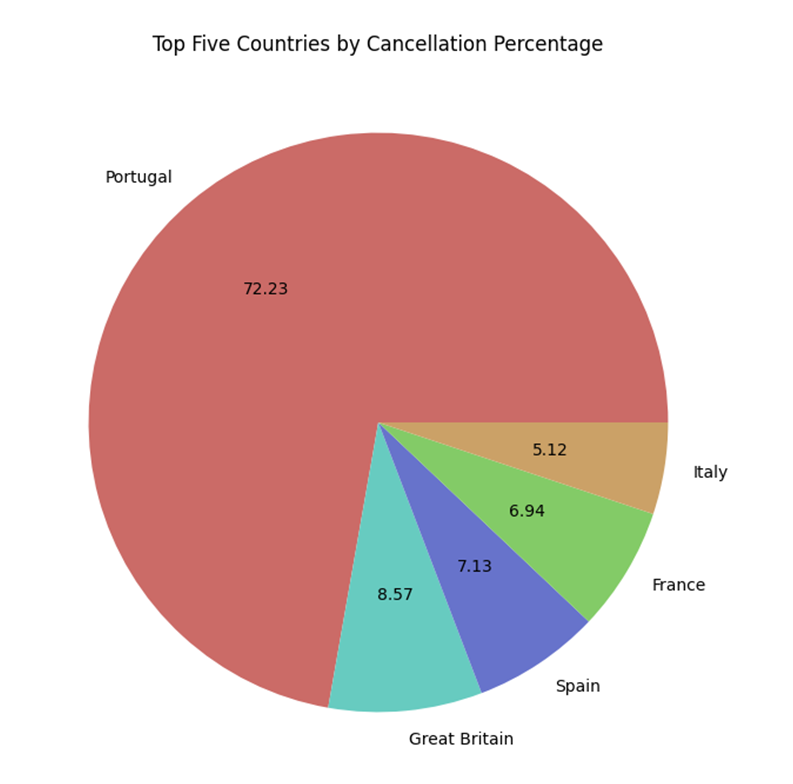 Top Five Countries by Cancellation Percentage
Portugal
72.23
5.12
Italy
6.94
France
7.13
8.57
Spain
Great Britain